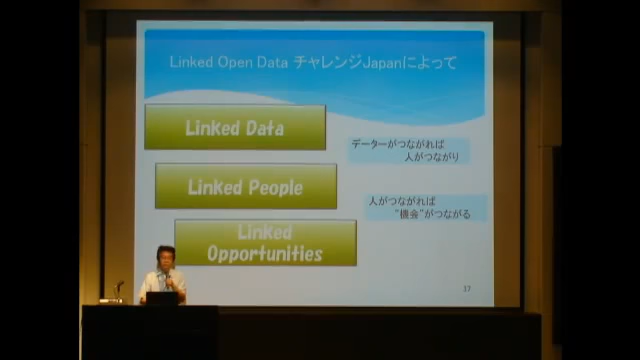 Linked Open Data チャレンジJapanによって
Linked Data
データーがつながれば
人がつながり
Linked People
人がつながれば
"機会"がつながる
Linked
Opportunities
37